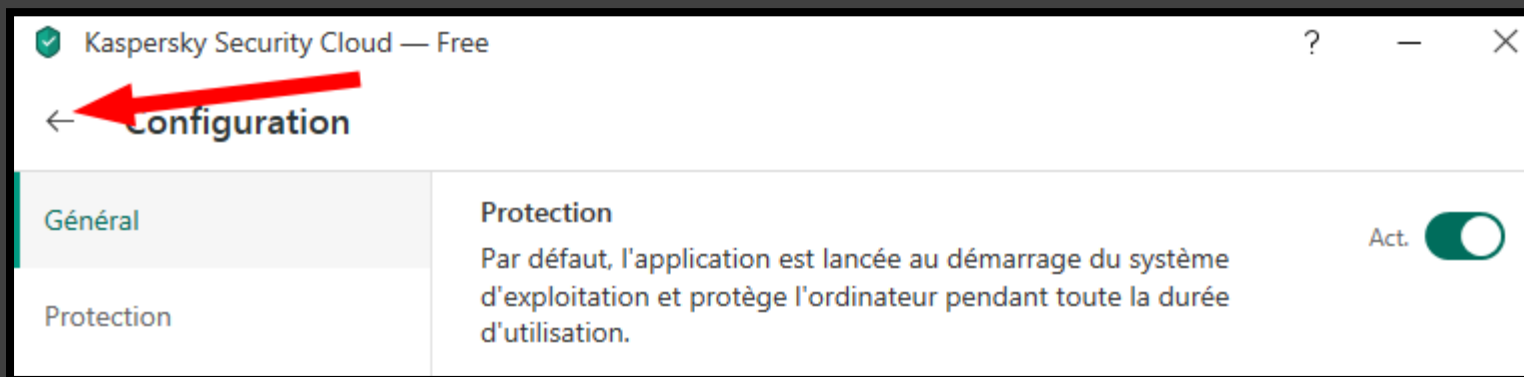 Kaspersky Security Cloud — Free
?
Configuration
Général
Protection
Protection
Par défaut, l'application est lancée au démarrage du système
d'exploitation et protège l'ordinateur pendant toute la durée
d'utilisation.
Act.